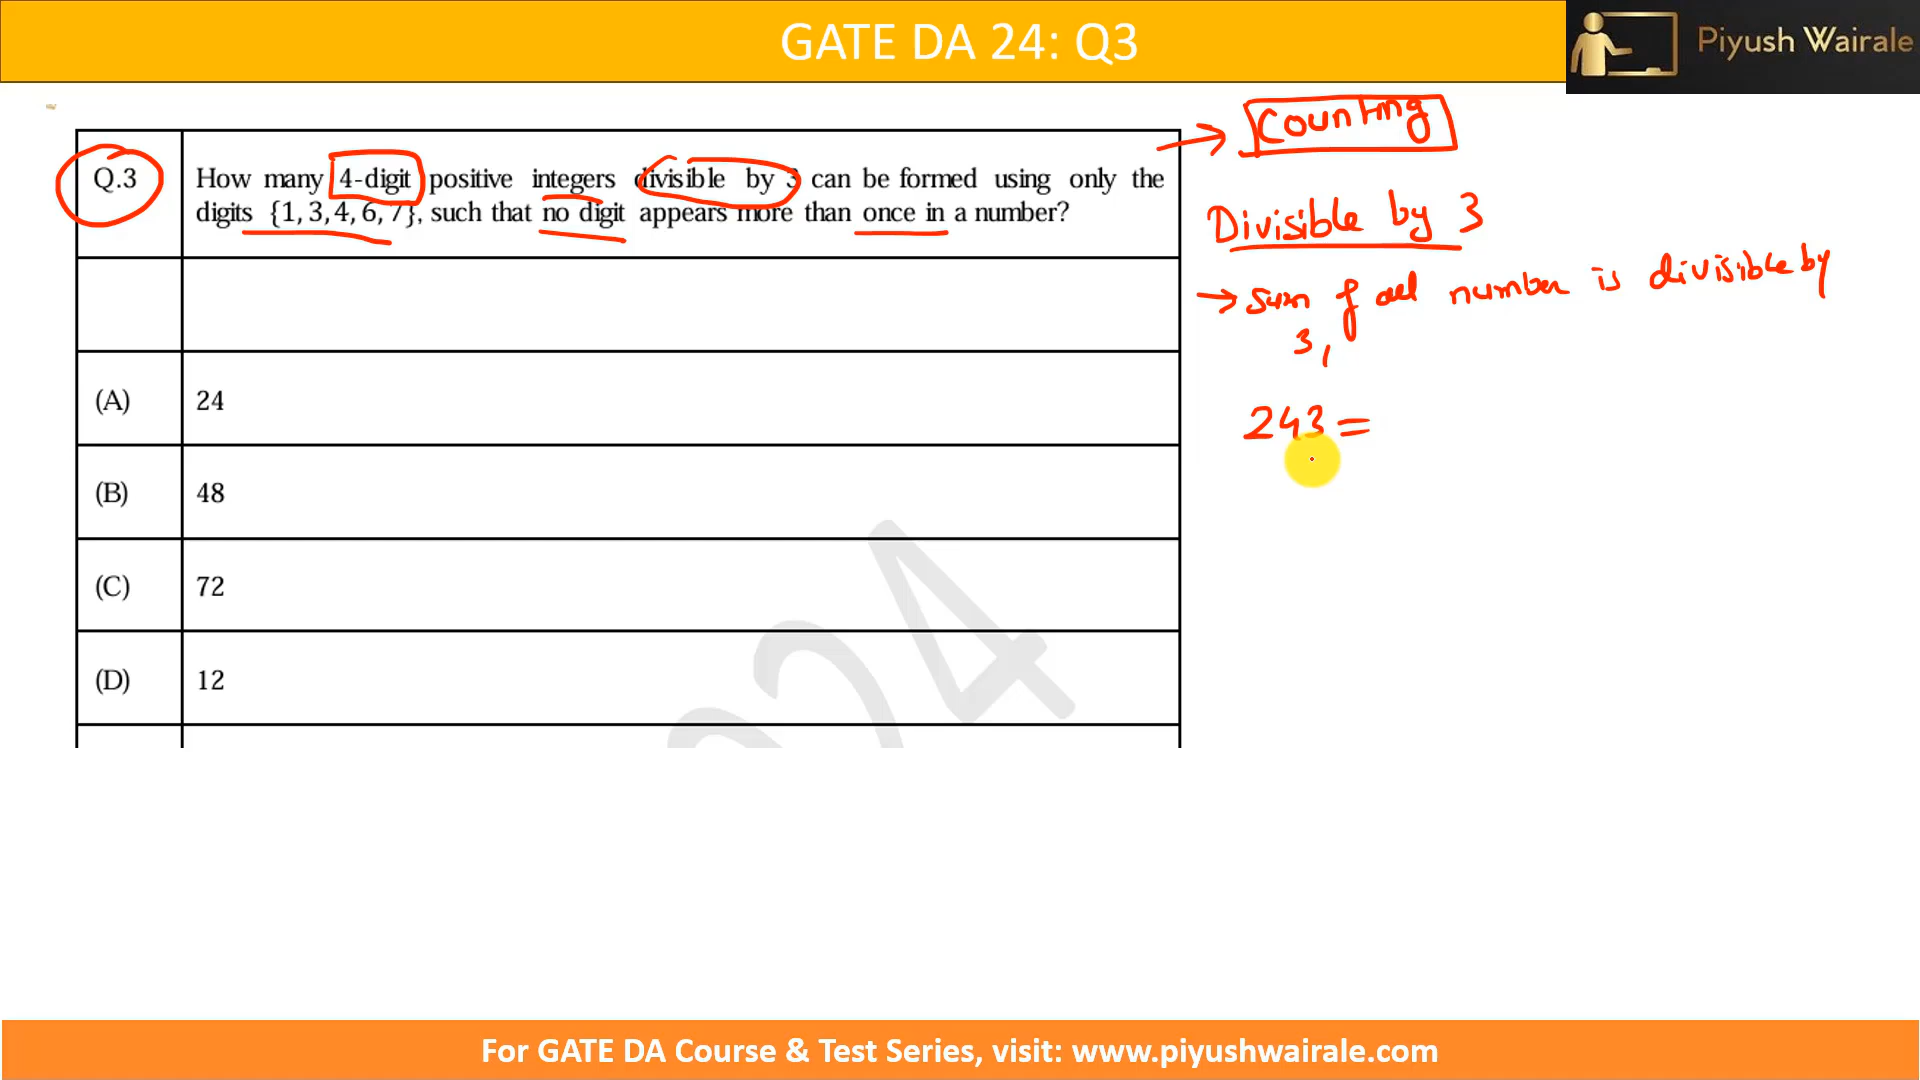 GATE DA 24: Q3
Piyush Wairale
Counting
Q.3
How many 4-digit positive integers divisible by 3 can be formed using only the
digits {1, 3, 4, 6, 7}, such that no digit appears more than once in a number?
Divisible by 3
→ sum of all number is divisible by
3,
243 =
(A) 24
(B) 48
(C) 72
(D) 12
24
For GATE DA Course & Test Series, visit: www.piyushwairale.com